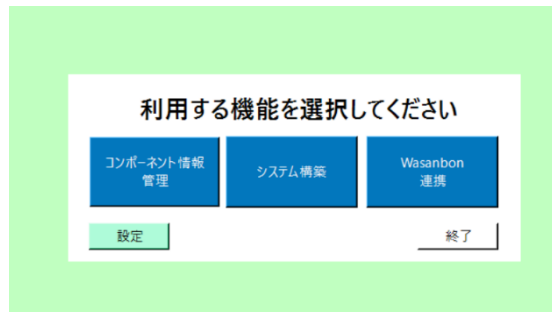 利用する機能を選択してください
コンポーネント情報
管理
システム構築
Wasanbon
連携
設定
終了